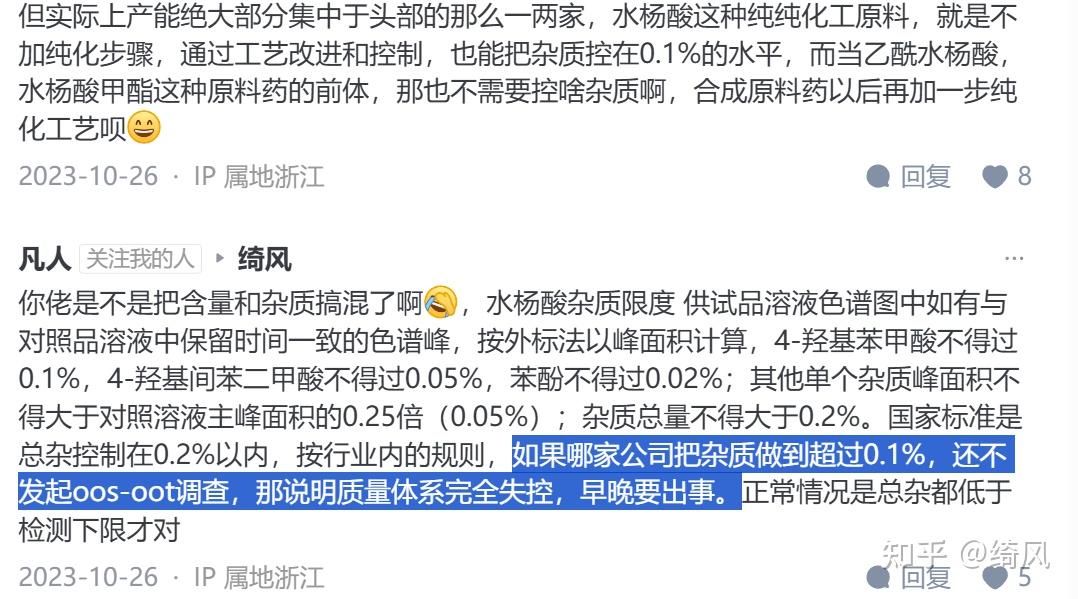 但实际上产能绝大部分集中于头部的那么一两家，水杨酸这种纯纯化工原料，就是不
加纯化步骤，通过工艺改进和控制，也能把杂质控在0.1%的水平，而当乙酰水杨酸，
水杨酸甲酯这种原料药的前体，那也不需要控啥杂质啊，合成原料药以后再加一步纯
化工艺呗😄
2023-10-26 · IP 属地浙江 回复 8
凡人 关注我的人 ▸ 绮风 ···
你佬是不是把含量和杂质搞混了啊🤣，水杨酸杂质限度 供试品溶液色谱图中如有与
对照品溶液中保留时间一致的色谱峰，按外标法以峰面积计算，4-羟基苯甲酸不得过
0.1%，4-羟基间苯二甲酸不得过0.05%，苯酚不得过0.02%；其他单个杂质峰面积不
得大于对照溶液主峰面积的0.25倍（0.05%）；杂质总量不得大于0.2%。国家标准是
总杂控制在0.2%以内，按行业内的规则，如果哪家公司把杂质做到超过0.1%，还不
发起oos-oot调查，那说明质量体系完全失控，早晚要出事。正常情况是总杂都低于
检测下限才对
2023-10-26 · IP 属地浙江 回复 5
知乎 @绮风